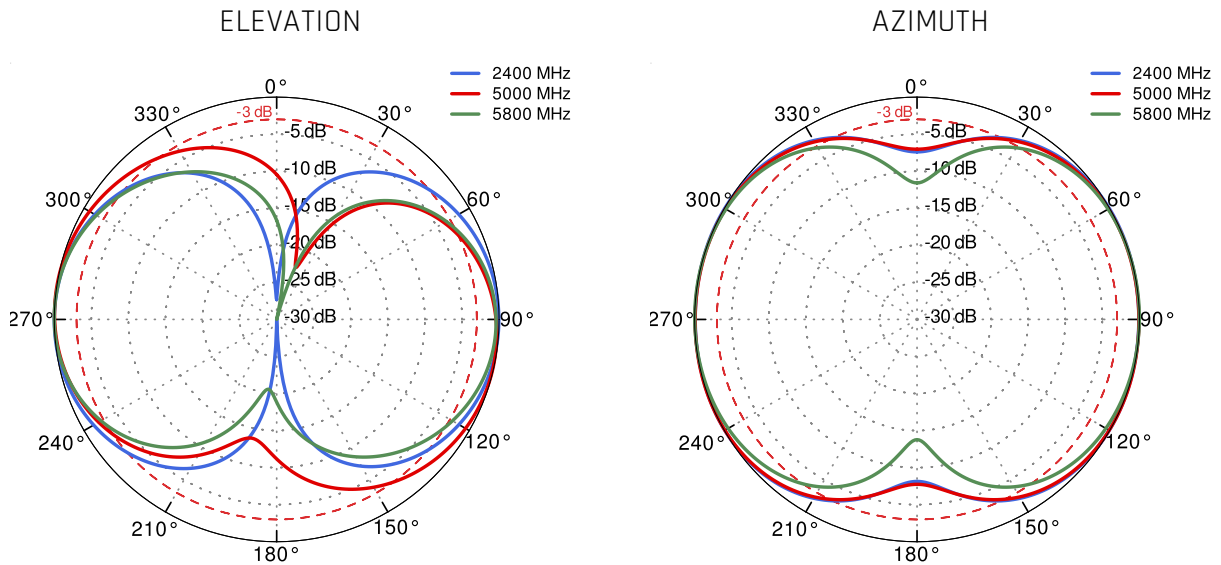 ELEVATION
2400 MHz
5000 MHz
5800 MHz
0°
330°
-3 dB
30°
-5 dB
-10 dB
300°
-15 dB
60°
-20 dB
-25 dB
270°
-30 dB
90°
240°
120°
210°
150°
180°
AZIMUTH
2400 MHz
5000 MHz
5800 MHz
0°
330°
-3 dB
30°
-5 dB
-10 dB
300°
-15 dB
60°
-20 dB
-25 dB
270°
-30 dB
90°
240°
120°
210°
150°
180°